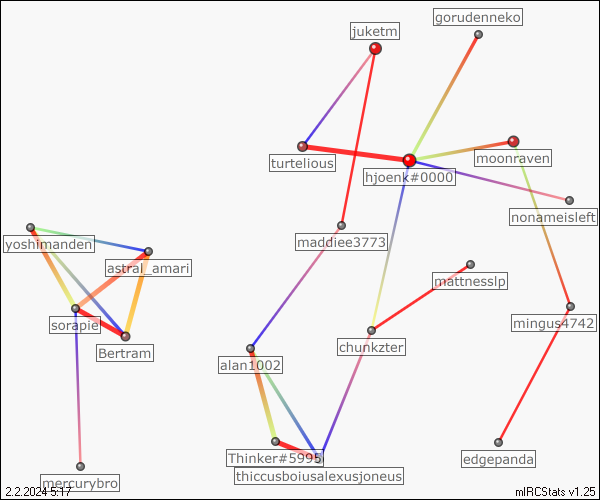 gorudenneko
juketm
turtelious
moonraven
hjoenk#0000
nonameisleft
yoshimanden
maddiee3773
astral_amari
mattnesslp
sorapie
mingus4742
Bertram
chunkzter
alan1002
Thinker#5995
edgepanda
thiccusboiusalexusjoneus
mercurybro
2.2.2024 5:17
mIRCStats v1.25